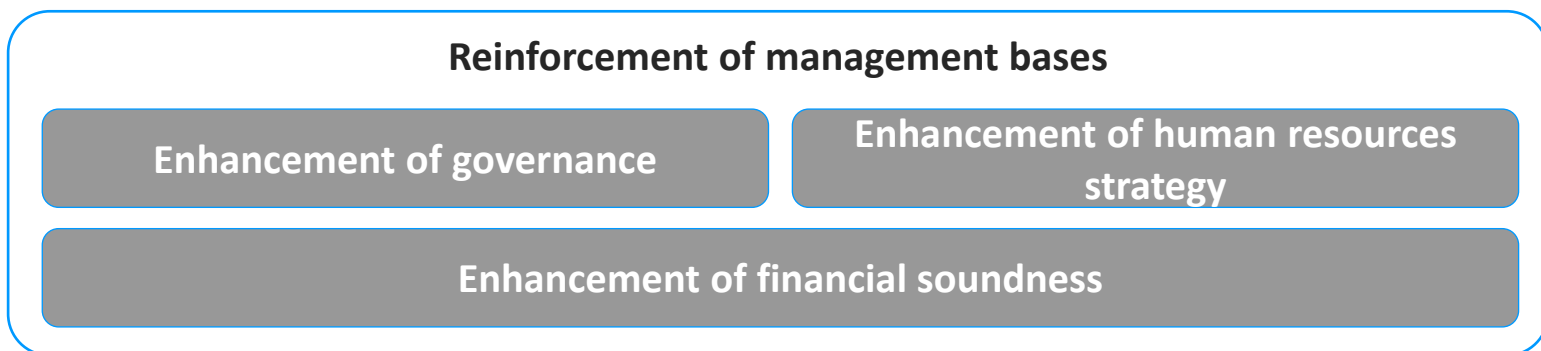 Reinforcement of management bases
Enhancement of governance
Enhancement of human resources
strategy
Enhancement of financial soundness